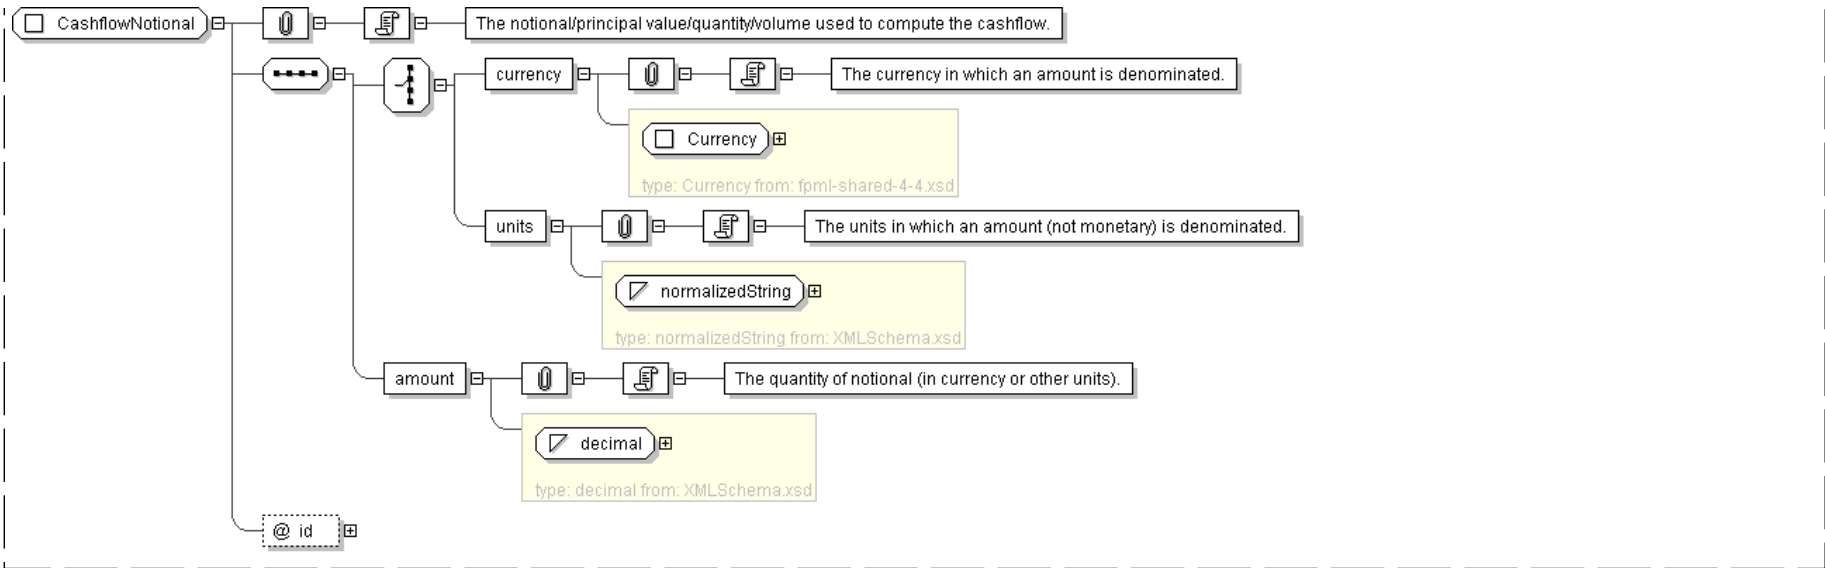 CashflowNotional
The notional/principal value/quantity/volume used to compute the cashflow.
currency
The currency in which an amount is denominated.
Currency
type: Currency from: fpml-shared-4-4.xsd
units
The units in which an amount (not monetary) is denominated.
normalizedString
type: normalizedString from: XMLSchema.xsd
amount
The quantity of notional (in currency or other units).
decimal
type: decimal from: XMLSchema.xsd
@ id